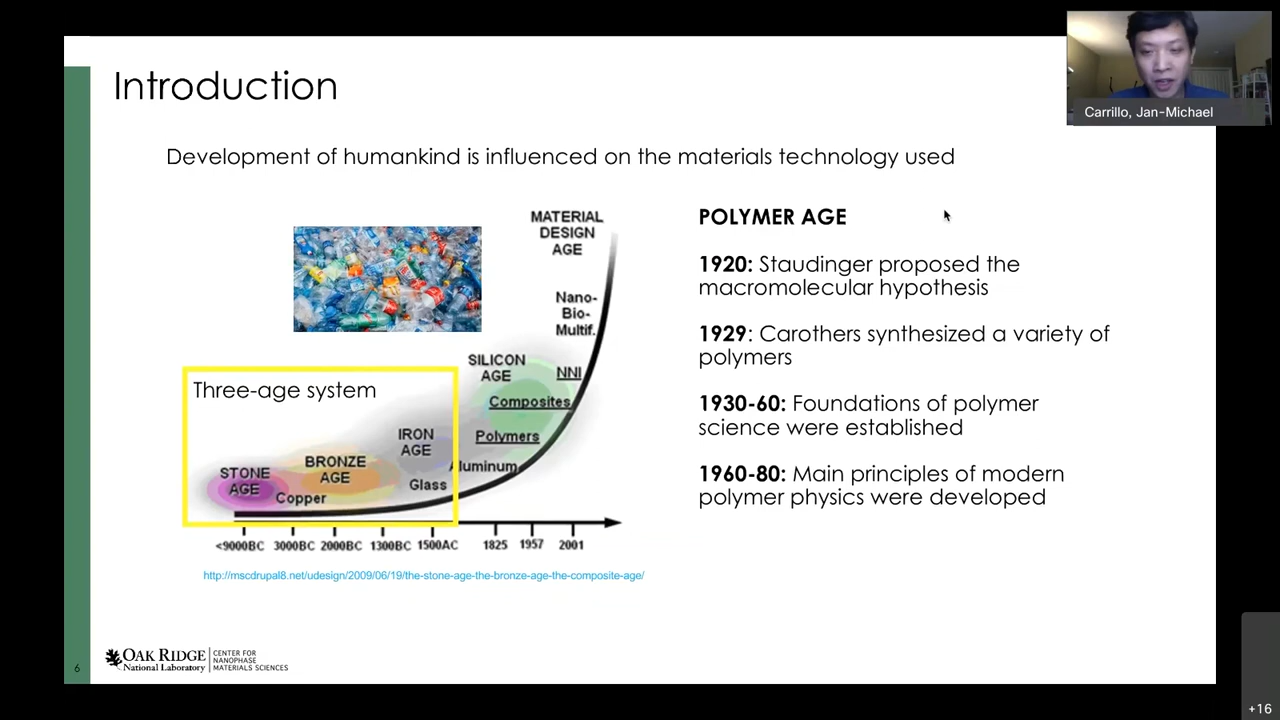 Introduction
Carrillo, Jan-Michael
Development of humankind is influenced on the materials technology used
MATERIAL
DESIGN
AGE
Nano-
Bio-
Multif.
SILICON
AGE
NNI
Composites
Three-age system
IRON
AGE
Polymers
BRONZE
AGE
Aluminum
STONE
AGE
Copper
Glass
<9000BC 3000BC 2000BC 1300BC 1500AC 1825 1957 2001
http://mscdrupal8.net/udesign/2009/06/19/the-stone-age-the-bronze-age-the-composite-age/
POLYMER AGE
1920: Staudinger proposed the
macromolecular hypothesis
1929: Carothers synthesized a variety of
polymers
1930-60: Foundations of polymer
science were established
1960-80: Main principles of modern
polymer physics were developed
6
OAK RIDGE
National Laboratory
CENTER FOR
NANOPHASE
MATERIALS SCIENCES
+16